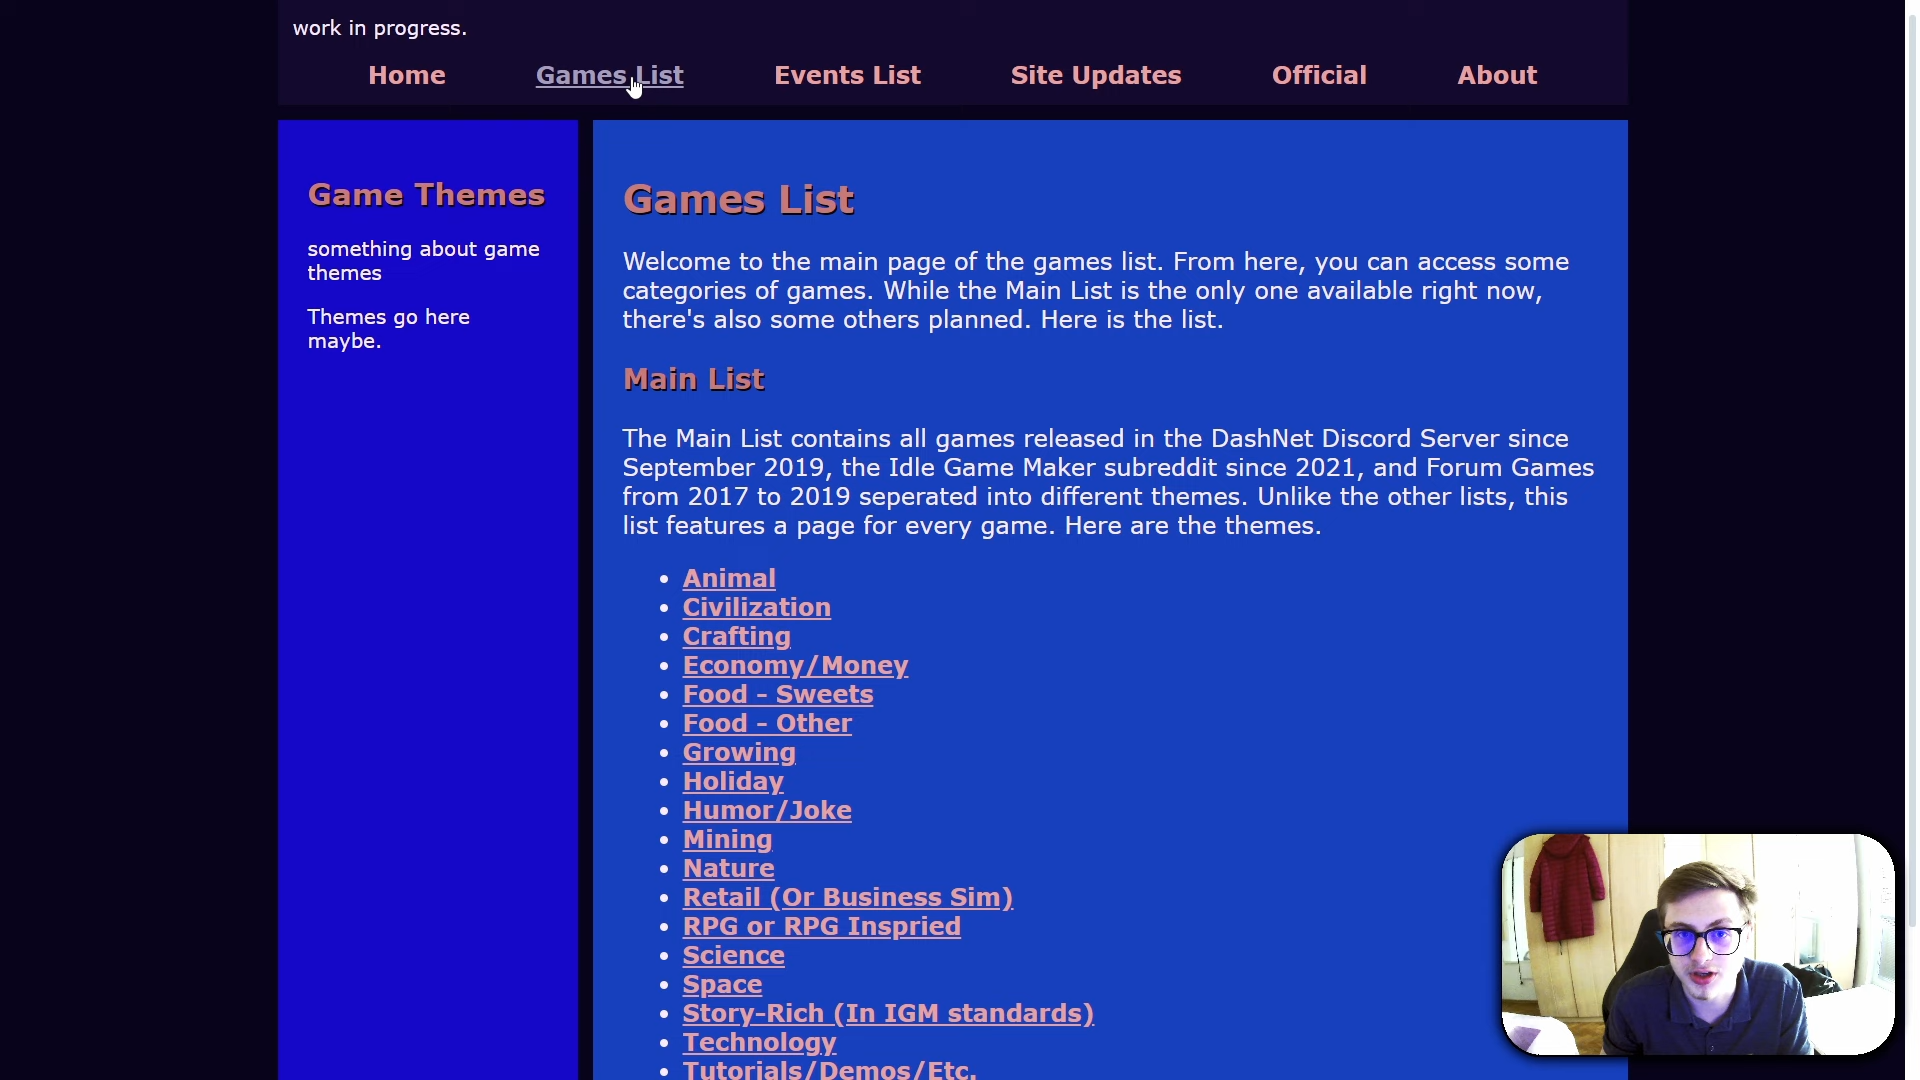 work in progress.
Home Games List Events List Site Updates Official About
Game Themes
something about game
themes
Themes go here
maybe.
Games List
Welcome to the main page of the games list. From here, you can access some
categories of games. While the Main List is the only one available right now,
there's also some others planned. Here is the list.
Main List
The Main List contains all games released in the DashNet Discord Server since
September 2019, the Idle Game Maker subreddit since 2021, and Forum Games
from 2017 to 2019 seperated into different themes. Unlike the other lists, this
list features a page for every game. Here are the themes.
Animal
Civilization
Crafting
Economy/Money
Food - Sweets
Food - Other
Growing
Holiday
Humor/Joke
Mining
Nature
Retail (Or Business Sim)
RPG or RPG Inspried
Science
Space
Story-Rich (In IGM standards)
Technology
Tutorials/Demos/Etc.